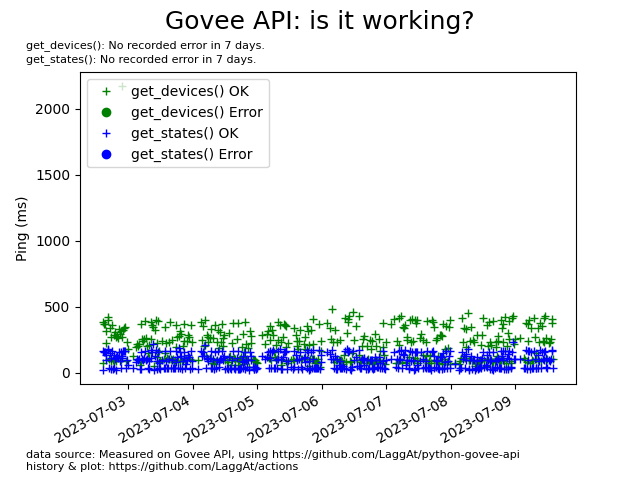 Govee API: is it working?
get_devices(): No recorded error in 7 days.
get_states(): No recorded error in 7 days.
get_devices() OK
get_devices() Error
get_states() OK
get_states() Error
Ping (ms)
2000
1500
1000
500
0
2023-07-03
2023-07-04
2023-07-05
2023-07-06
2023-07-07
2023-07-08
2023-07-09
data source: Measured on Govee API, using https://github.com/LaggAt/python-govee-api
history & plot: https://github.com/LaggAt/actions